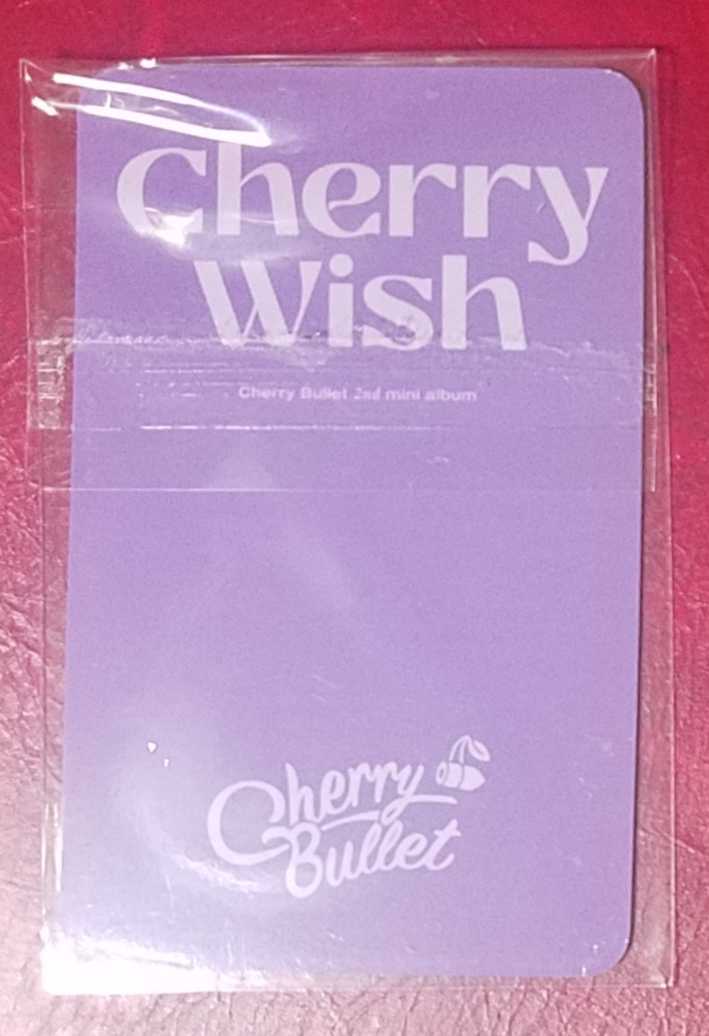 Cherry
Wish
Cherry Bullet 2nd mini album
Cherry
Bullet